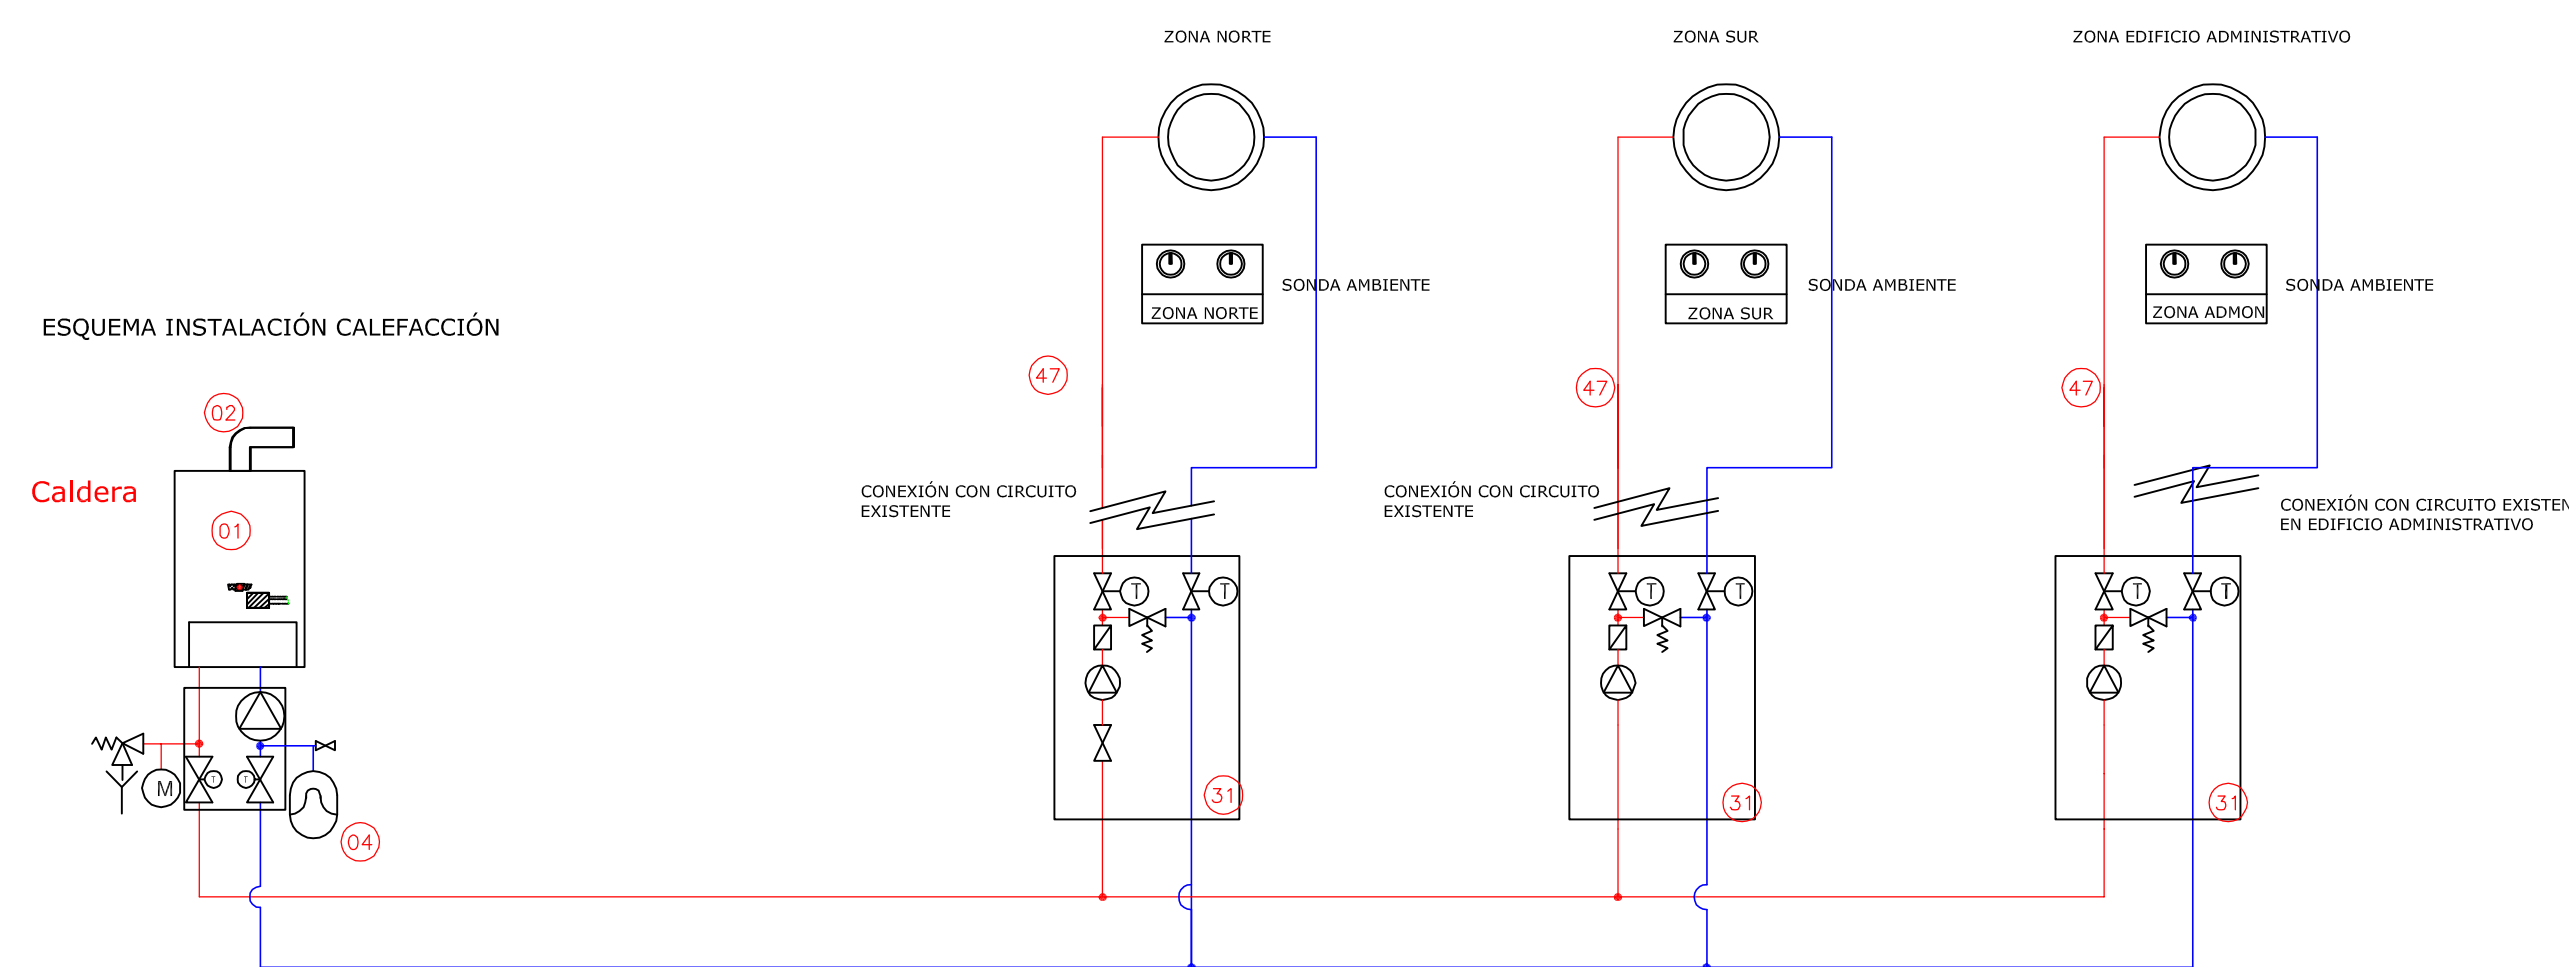 ZONA NORTE
ZONA SUR
ZONA EDIFICIO ADMINISTRATIVO
SONDA AMBIENTE
SONDA AMBIENTE
SONDA AMBIENTE
ZONA NORTE
ZONA SUR
ZONA ADMON
ESQUEMA INSTALACIÓN CALEFACCIÓN
47
47
47
02
Caldera
01
CONEXIÓN CON CIRCUITO
EXISTENTE
CONEXIÓN CON CIRCUITO
EXISTENTE
CONEXIÓN CON CIRCUITO EXISTEN
EN EDIFICIO ADMINISTRATIVO
T
T
T
T
T
T
T
T
M
31
31
31
04